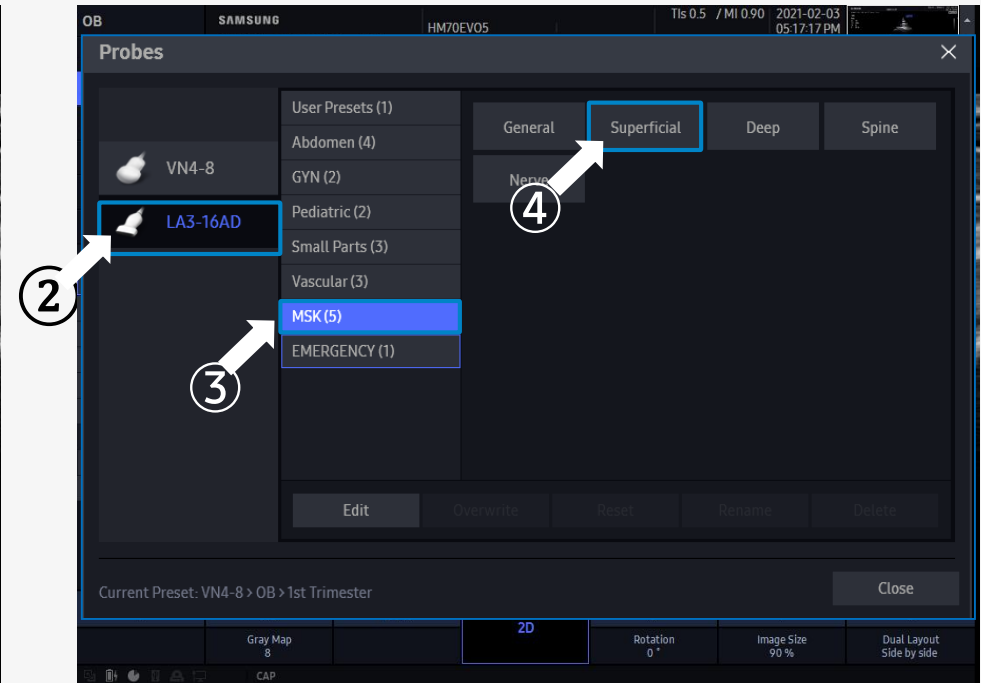 OB
SAMSUNG
HM70EVO5
TIs 0.5 / MI 0.90
2021-02-03
05:17:17 PM
Probes
User Presets (1)
Abdomen (4)
GYN (2)
Pediatric (2)
Small Parts (3)
Vascular (3)
MSK (5)
EMERGENCY (1)
VN4-8
LA3-16AD
General
Superficial
Deep
Spine
Nerve
②
③
④
Edit
Overwrite
Reset
Rename
Delete
Current Preset: VN4-8 > OB > 1st Trimester
Close
Gray Map
8
2D
Rotation
0 °
Image Size
90 %
Dual Layout
Side by side
CAP